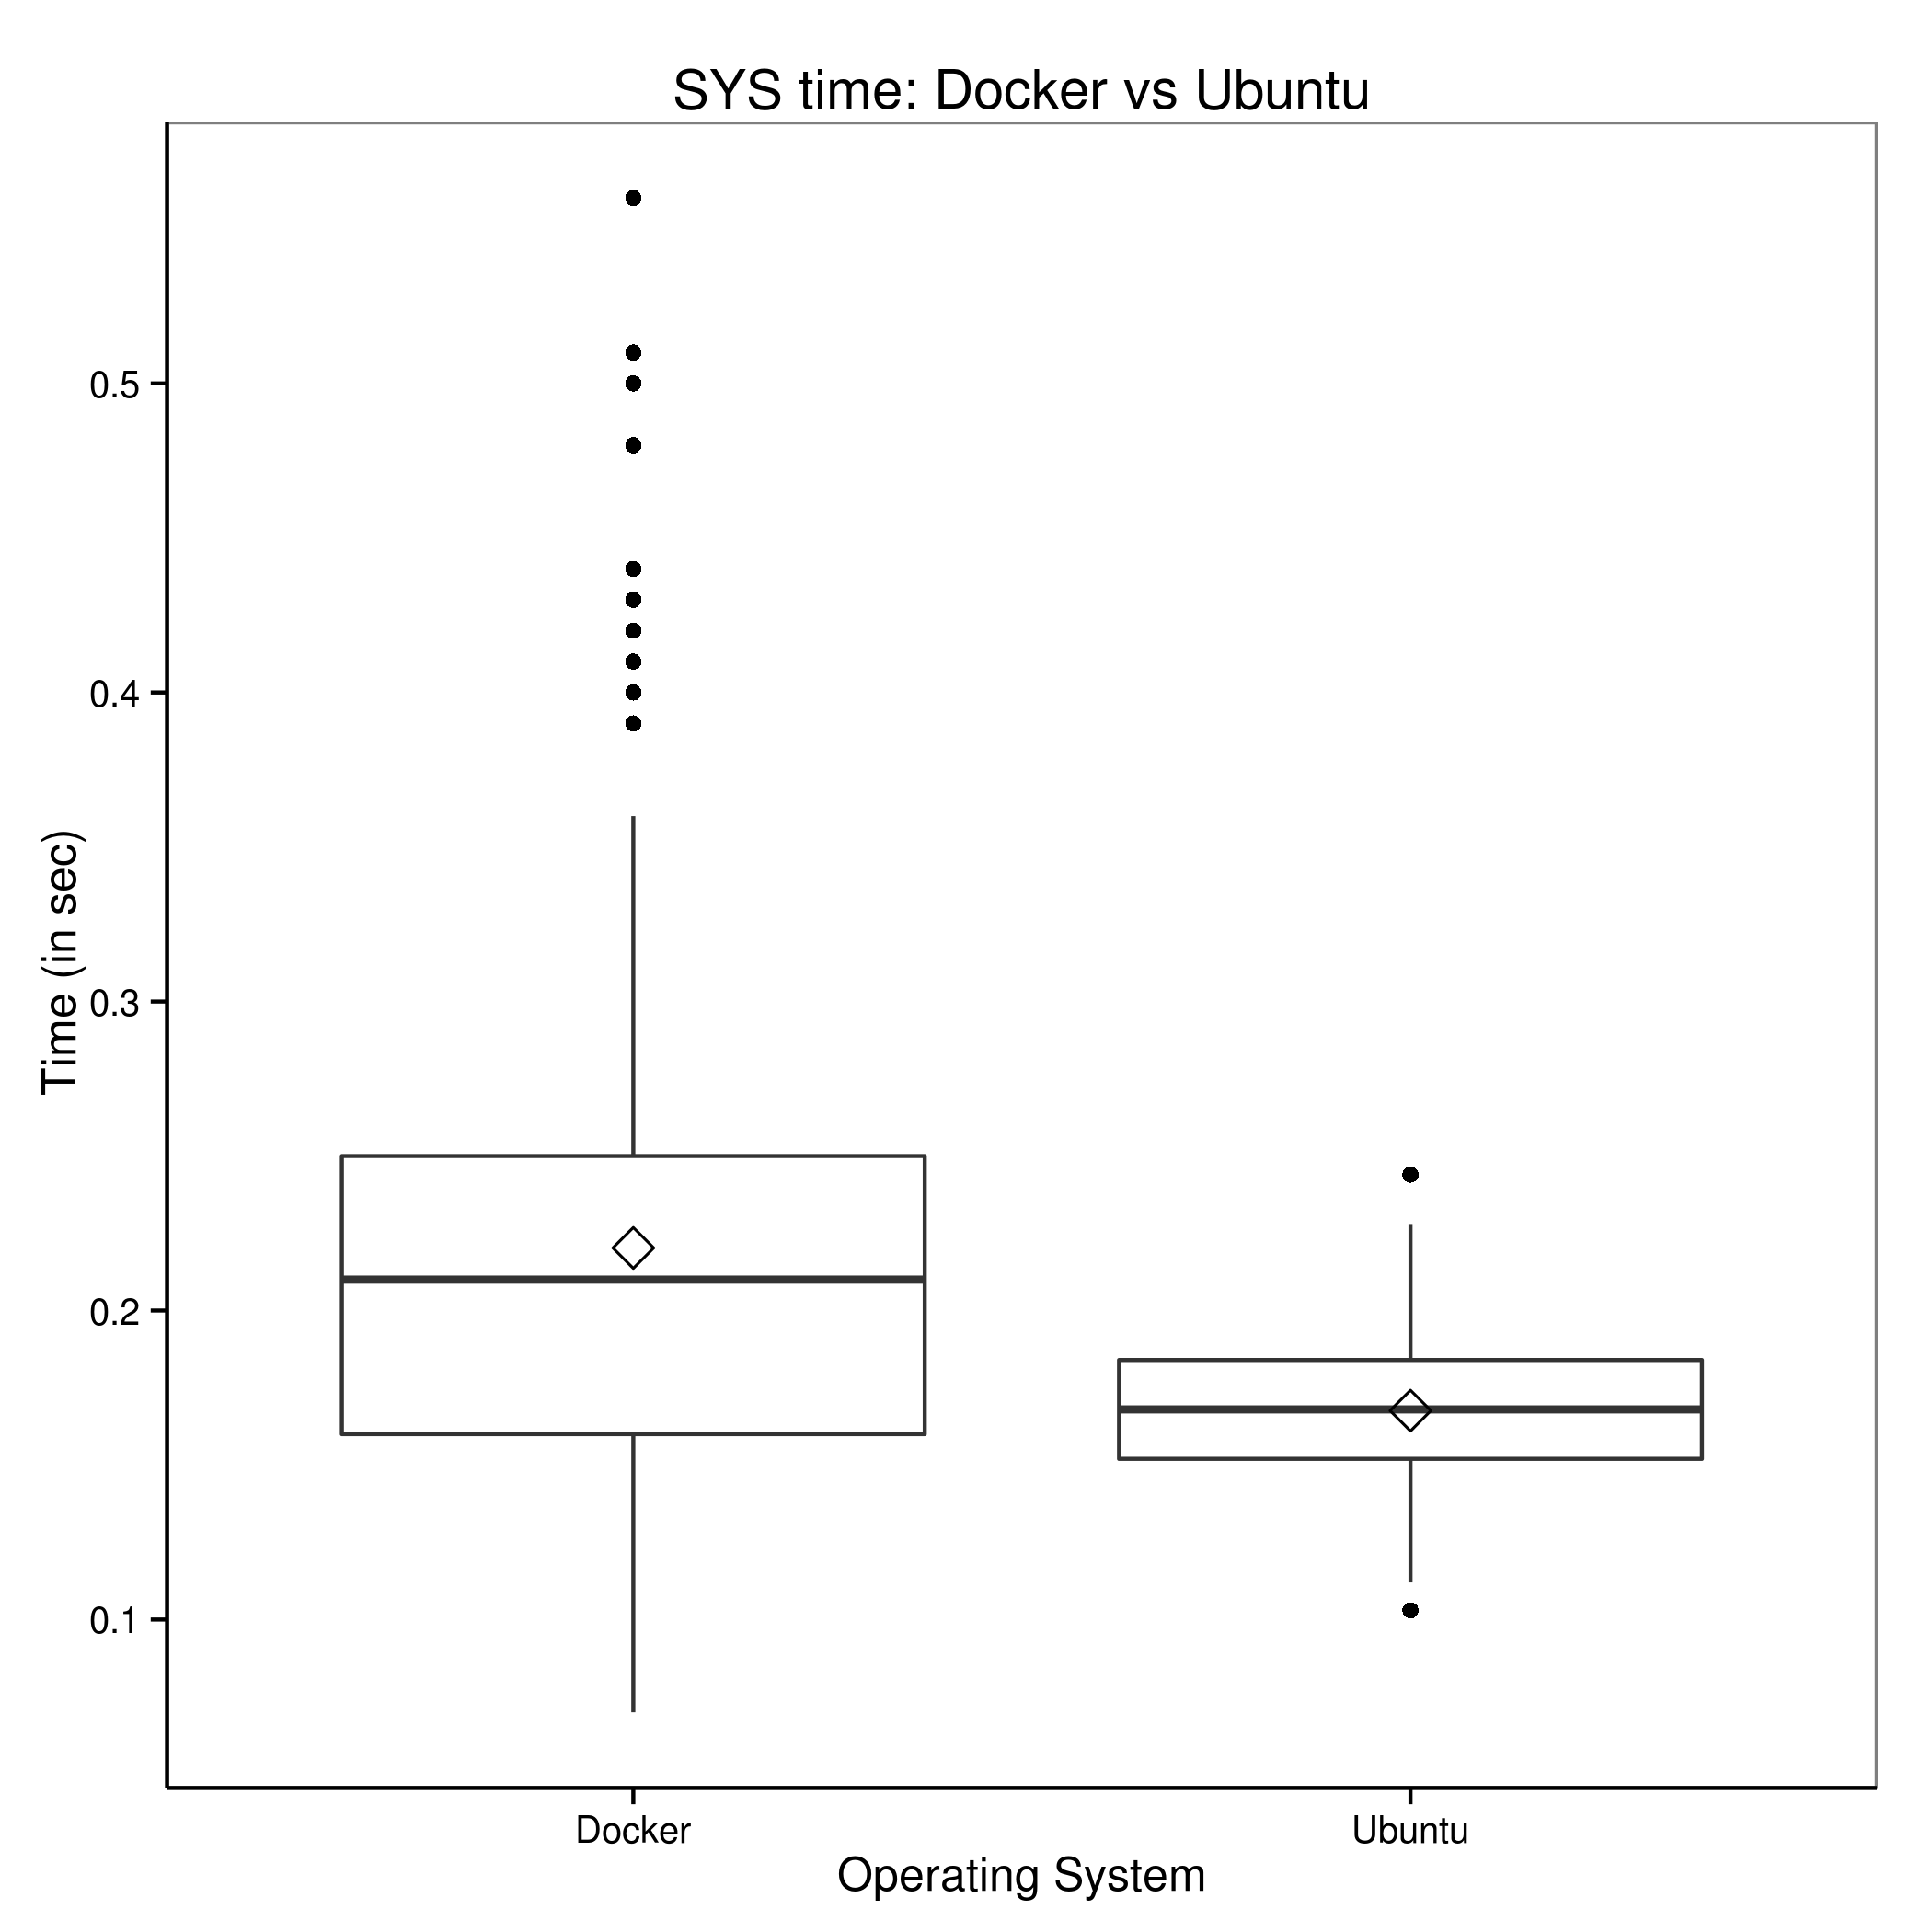 SYS time: Docker vs Ubuntu
Time (in sec)
0.5
0.4
0.3
0.2
0.1
Docker
Ubuntu
Operating System